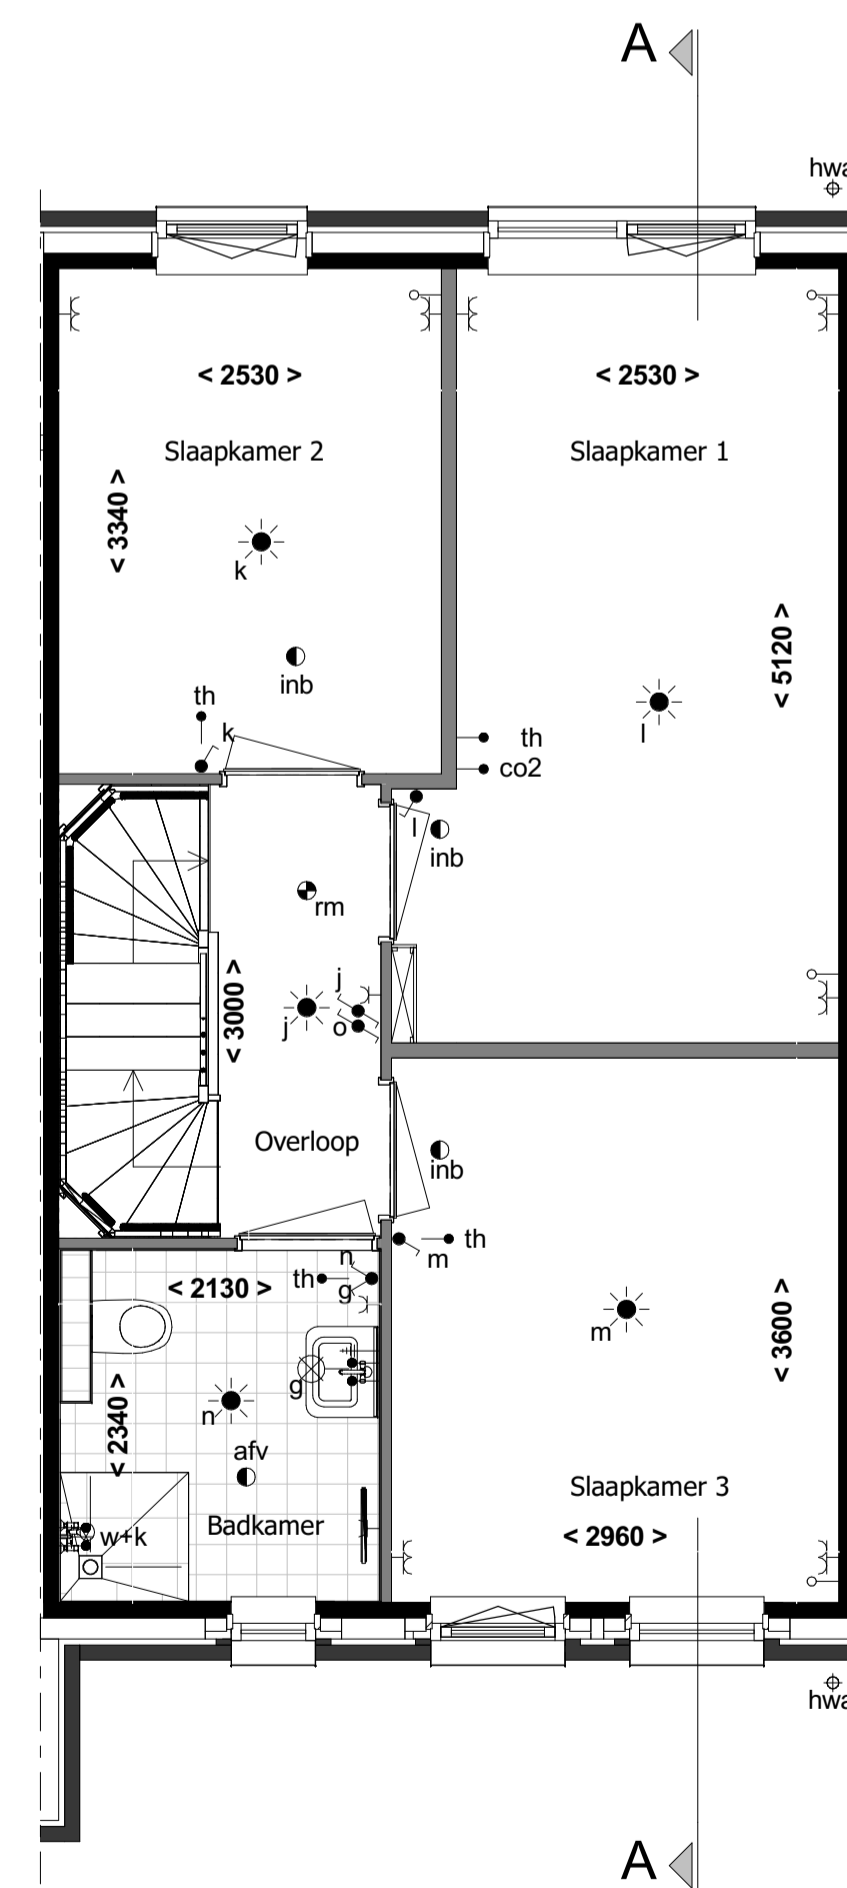 A
hwa
< 2530 >
< 2530 >
Slaapkamer 2
Slaapkamer 1
< 3340 >
k
< 5120 >
inb
l
th
k
th
co2
l
inb
rm
< 3000 >
j
j
o
Overloop
inb
th
m
n
th
g
< 2130 >
m
< 3600 >
g
n
< 2340 >
afv
Slaapkamer 3
Badkamer
w+k
< 2960 >
hwa
A